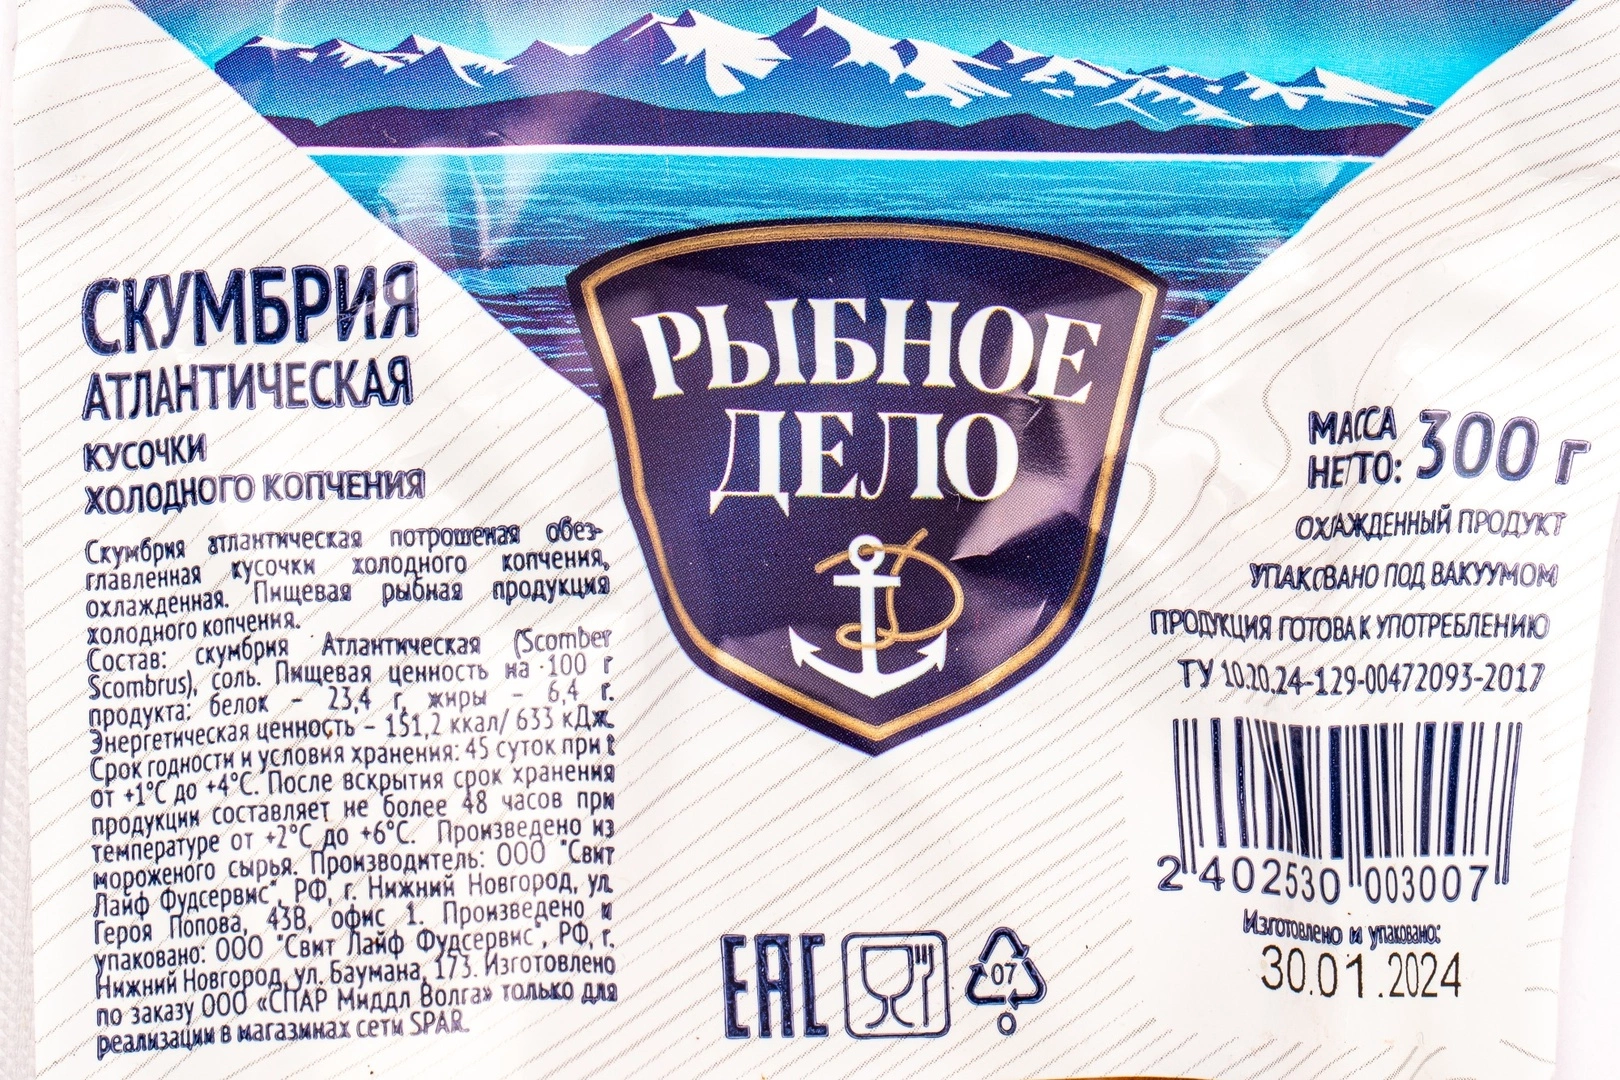 РЫБНОЕ
ДЕЛО
СКУМБРИЯ
АТЛАНТИЧЕСКАЯ
КУСОЧКИ
ХОЛОДНОГО КОПЧЕНИЯ
Скумбрия атлантическая потрошеная обез-
главленная кусочки холодного копчения,
охлажденная. Пищевая рыбная продукция
холодного копчения.
Состав: скумбрия Атлантическая (Scomber
Scombrus), соль. Пищевая ценность на 100 г
продукта: белок – 23,4 г, жиры – 6,4 г.
Энергетическая ценность – 151,2 ккал/ 633 кДж.
Срок годности и условия хранения: 45 суток при t
от +1°С до +4°С. После вскрытия срок хранения
продукции составляет не более 48 часов при
температуре от +2°С до +6°С. Произведено из
мороженого сырья. Производитель: ООО "Свит
Лайф Фудсервис", РФ, г. Нижний Новгород, ул.
Героя Попова, 43В, офис 1. Произведено и
упаковано: ООО "Свит Лайф Фудсервис", РФ, г.
Нижний Новгород, ул. Баумана, 173. Изготовлено
по заказу ООО «СПАР Миддл Волга» только для
реализации в магазинах сети SPAR.
МАССА
НЕТТО: 300 г
ОХЛАЖДЕННЫЙ ПРОДУКТ
УПАКОВАНО ПОД ВАКУУМОМ
ПРОДУКЦИЯ ГОТОВА К УПОТРЕБЛЕНИЮ
ТУ 10.20.24-129-00472093-2017
2 402530 003007
Изготовлено и упаковано:
30.01.2024
EAC
07